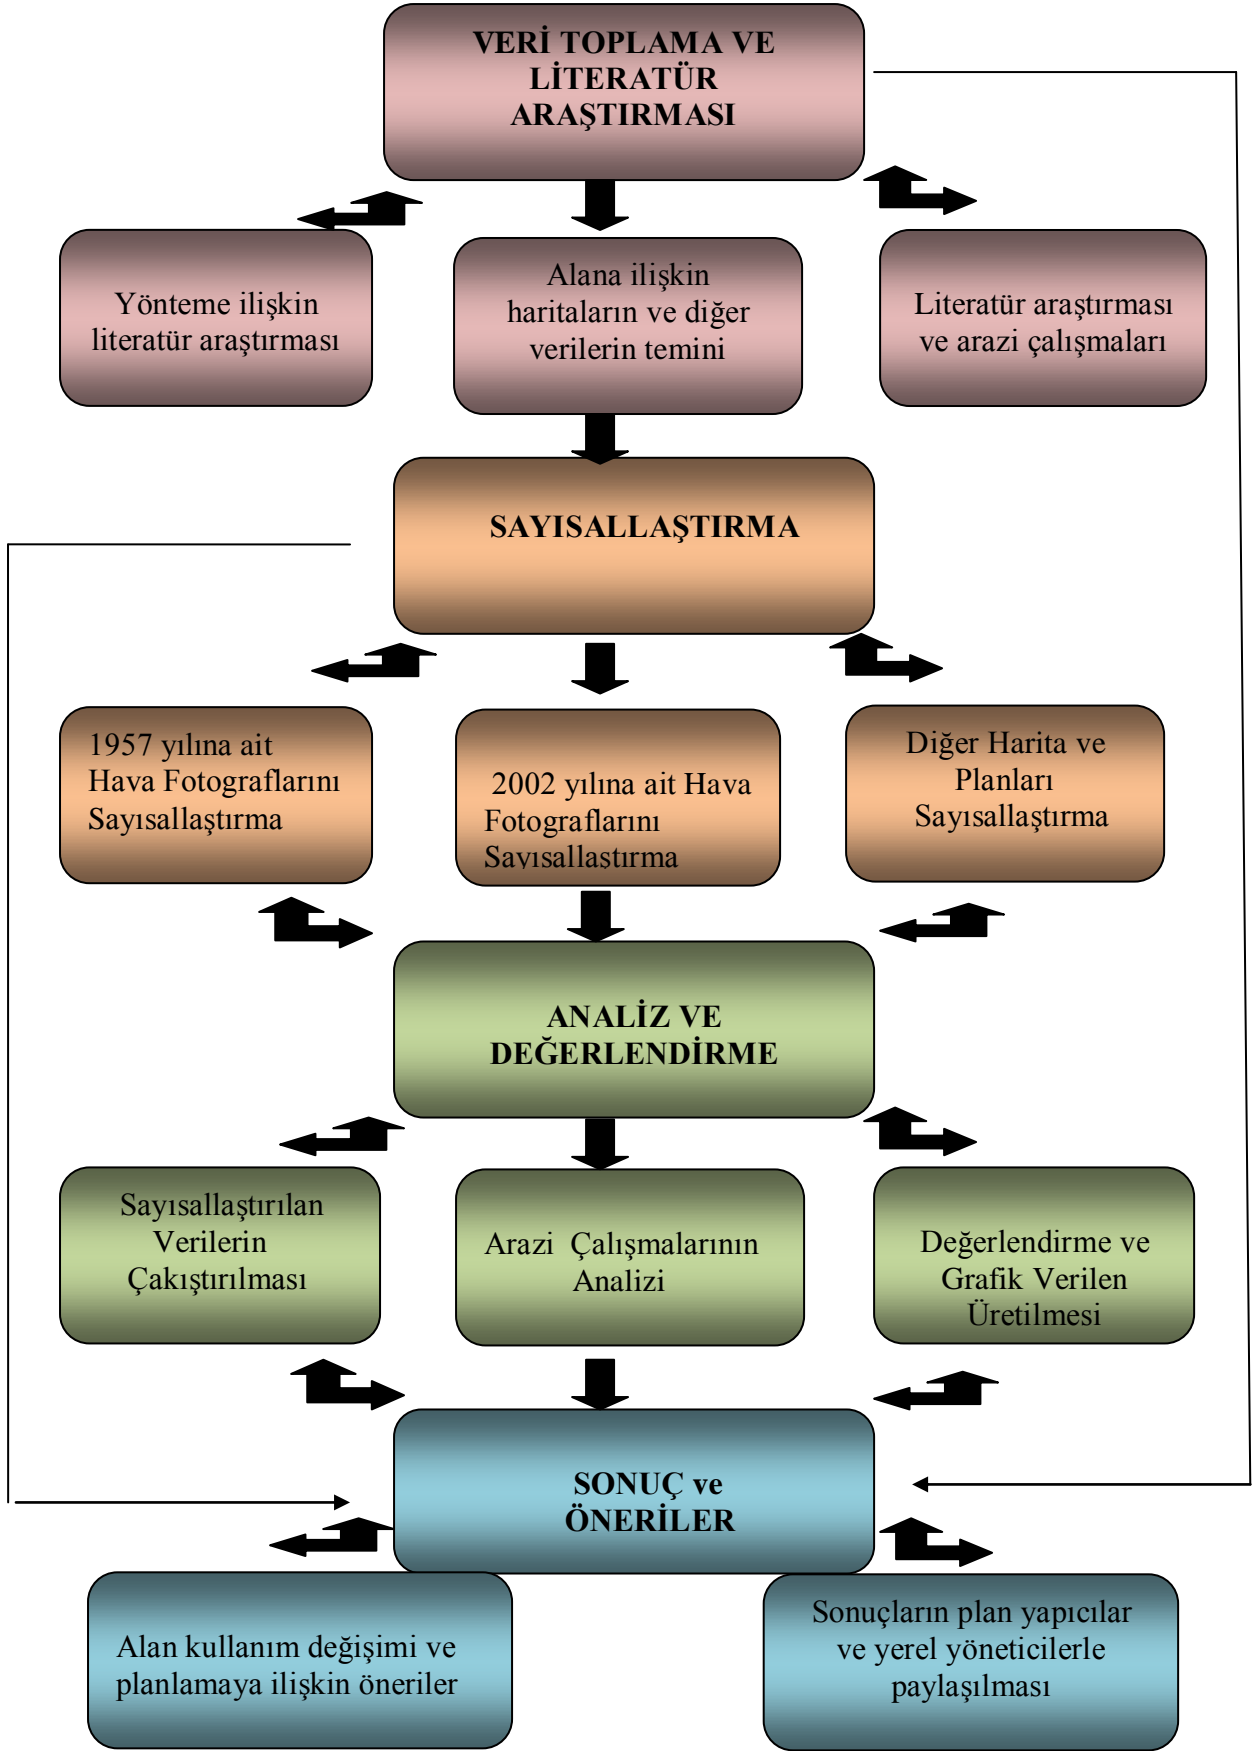 VERİ TOPLAMA VE
LİTERATÜR
ARAŞTIRMASI
Yönteme ilişkin
literatür araştırması
Alana ilişkin
haritaların ve diğer
verilerin temini
Literatür araştırması
ve arazi çalışmaları
SAYISALLAŞTIRMA
1957 yılına ait
Hava Fotograflarını
Sayısallaştırma
2002 yılına ait Hava
Fotograflarını
Sayısallaştırma
Diğer Harita ve
Planları
Sayısallaştırma
ANALİZ VE
DEĞERLENDİRME
Sayısallaştırılan
Verilerin
Çakıştırılması
Arazi Çalışmalarının
Analizi
Değerlendirme ve
Grafik Verilen
Üretilmesi
SONUÇ ve
ÖNERİLER
Alan kullanım değişimi ve
planlamaya ilişkin öneriler
Sonuçların plan yapıcılar
ve yerel yöneticilerle
paylaşılması